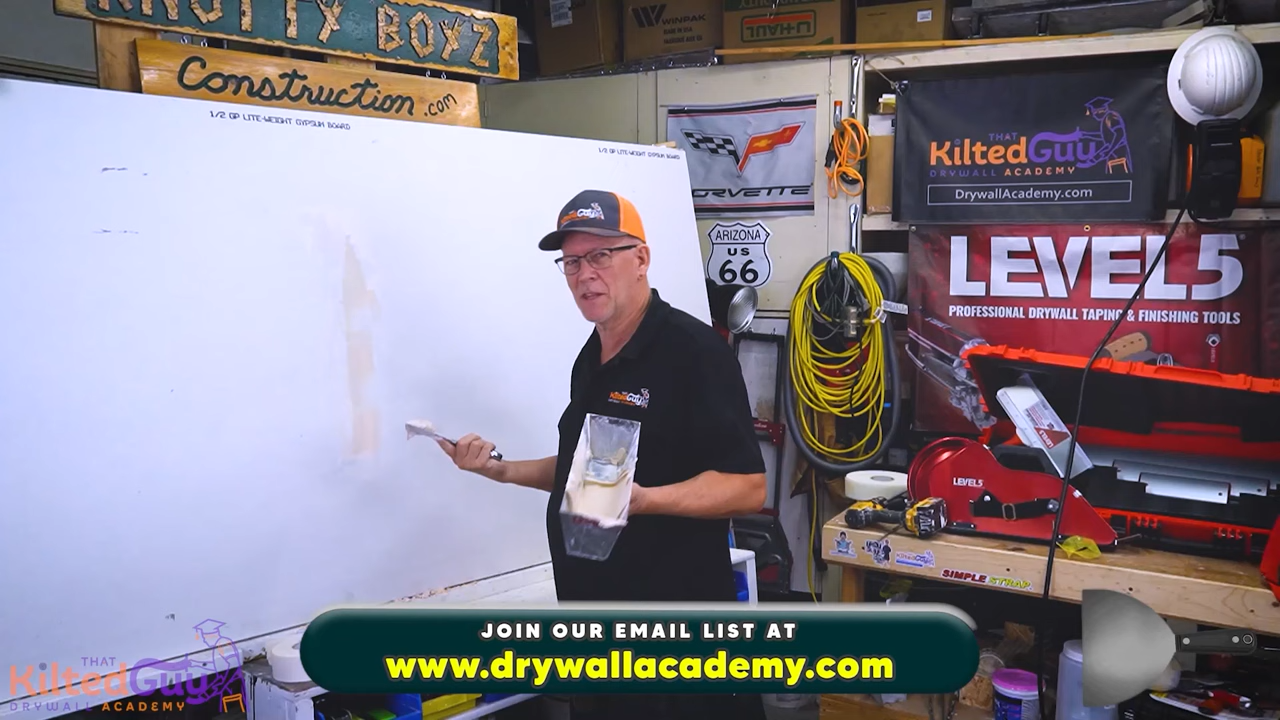 KNOTTY BOYZ
Construction.com
1/2 GP LITE-WEIGHT GYPSUM BOARD
1/2 GP LITE-WEIGHT GYPSUM BOARD
WINPAK
U-HAUL
CORVETTE
ARIZONA
US
66
THAT
KiltedGuy
DRYWALL ACADEMY
DrywallAcademy.com
LEVEL5
PROFESSIONAL DRYWALL TAPING & FINISHING TOOLS
LEVEL5
KiltedGuy
SIMPLE STRAP
JOIN OUR EMAIL LIST AT
www.drywallacademy.com
THAT
KiltedGuy
DRYWALL ACADEMY